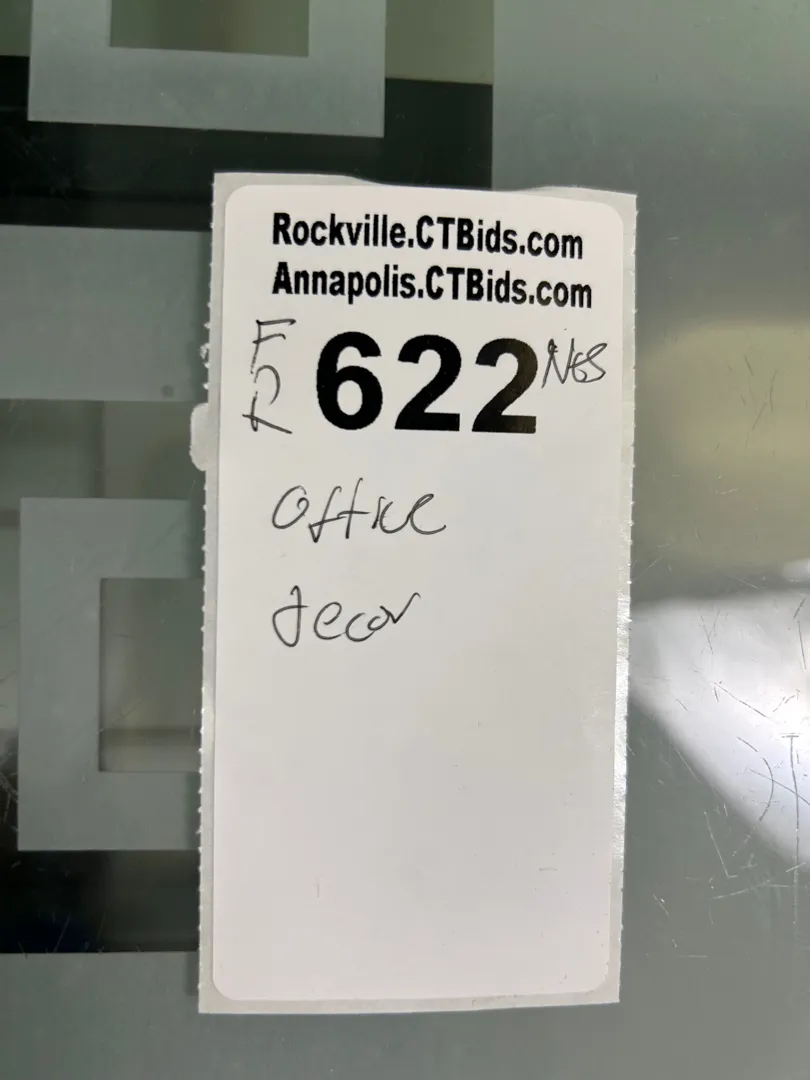 Rockville.CTBids.com
Annapolis.CTBids.com
622
Office
decor